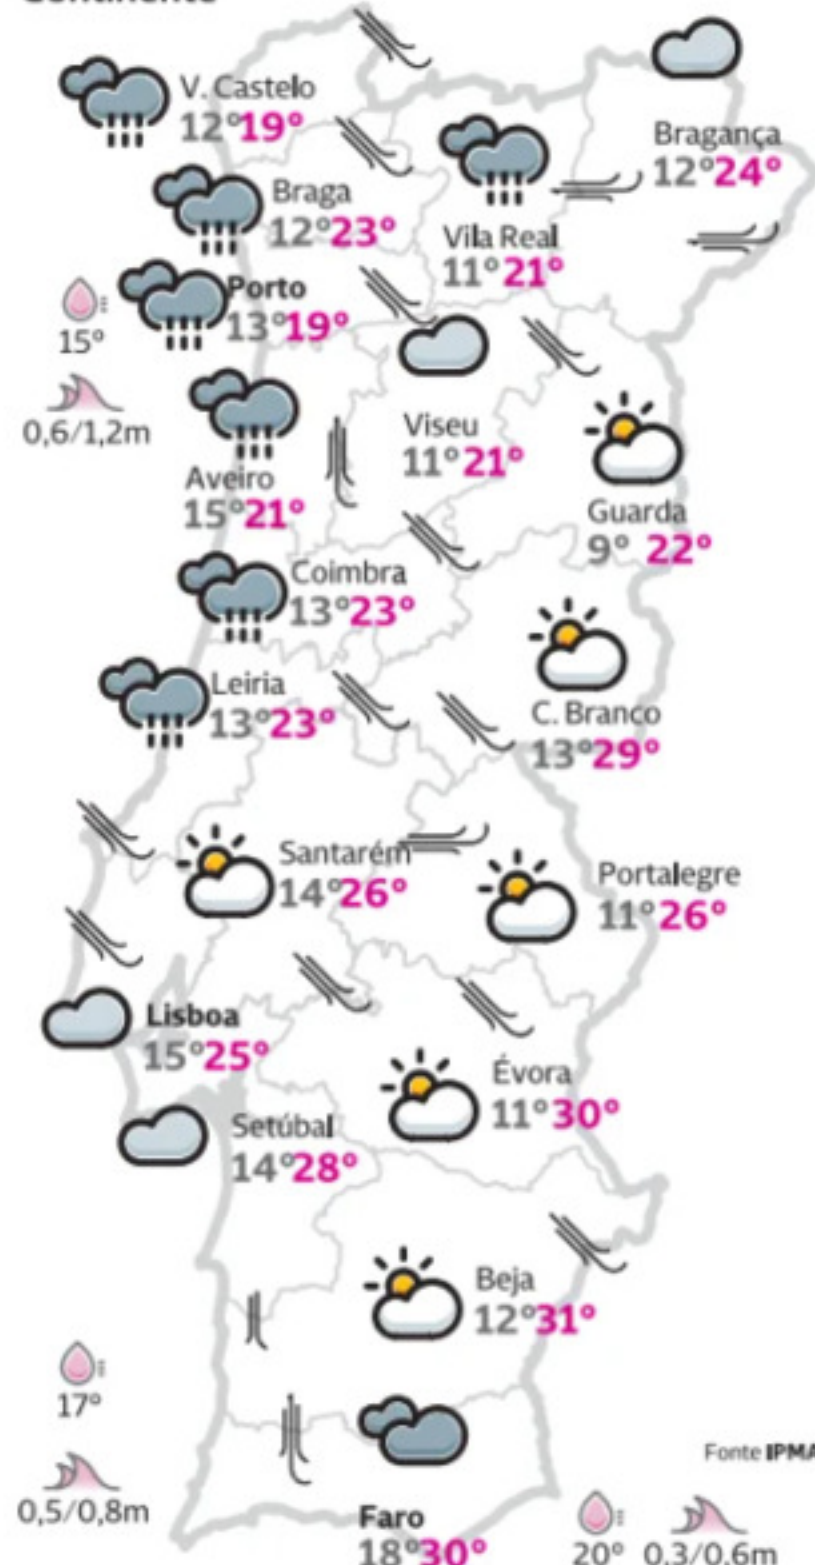 Continente
V. Castelo
12° 19°
Bragança
12° 24°
Braga
12° 23°
Vila Real
11° 21°
Porto
13° 19°
15°
0,6/1,2m
Viseu
11° 21°
Aveiro
15° 21°
Guarda
9° 22°
Coimbra
13° 23°
Leiria
13° 23°
C. Branco
13° 29°
Santarém
14° 26°
Portalegre
11° 26°
Lisboa
15° 25°
Évora
11° 30°
Setúbal
14° 28°
Beja
12° 31°
17°
0,5/0,8m
Fonte IPMA
Faro
18° 30°
20° 0,3/0,6m